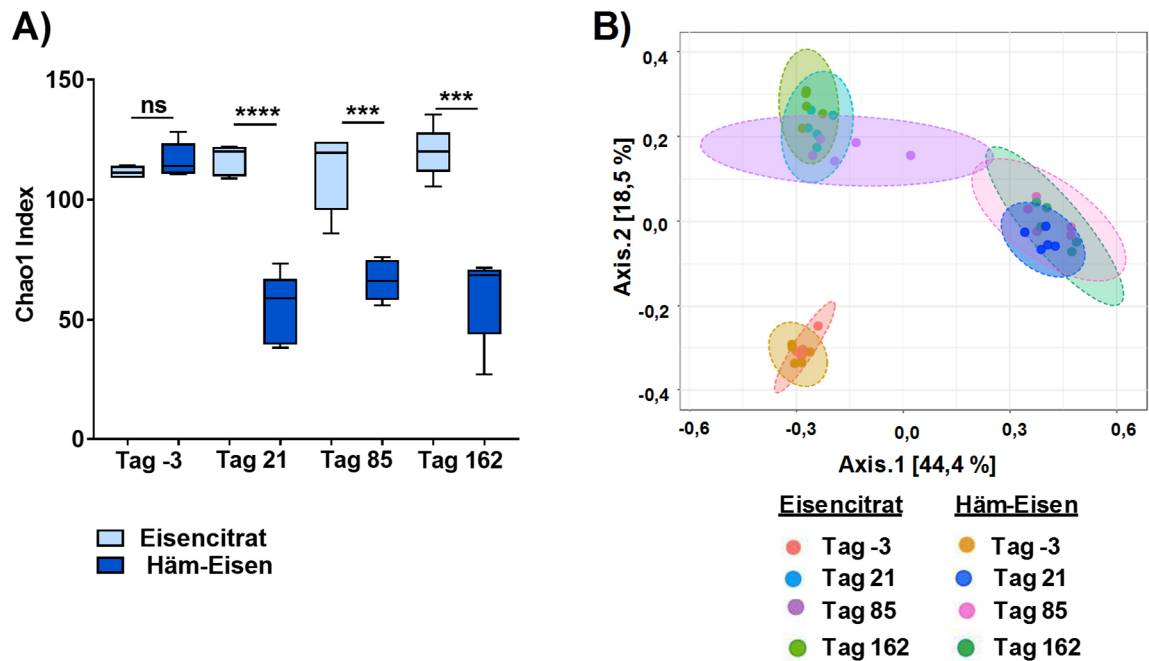 A)
B)
Chao1 Index
150
100
50
0
ns
****
***
***
Tag -3
Tag 21
Tag 85
Tag 162
Eisencitrat
Häm-Eisen
Axis.2 [18,5 %]
0,4
0,2
0,0
-0,2
-0,4
-0,6
-0,3
0,0
0,3
0,6
Axis.1 [44,4 %]
Eisencitrat
Tag -3
Tag 21
Tag 85
Tag 162
Häm-Eisen
Tag -3
Tag 21
Tag 85
Tag 162